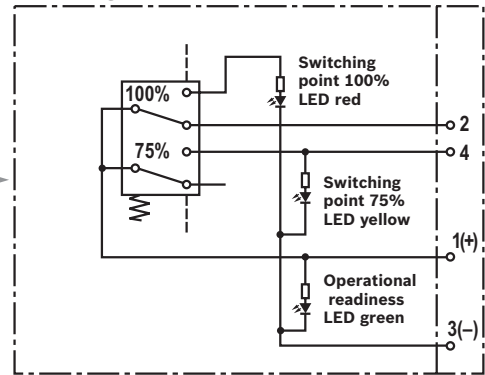 Switching
point 100%
LED red
100%
2
75%
4
Switching
point 75%
LED yellow
1(+)
Operational
readiness
LED green
3(–)